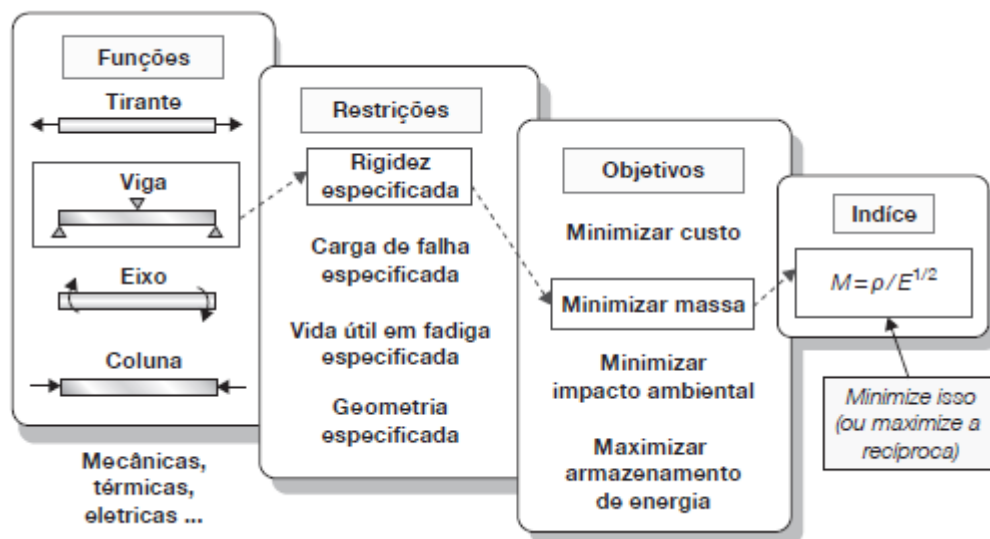 Funções
Tirante
Viga
Eixo
Coluna
Mecânicas,
térmicas,
eletricas ...
Restrições
Rigidez
especificada
Carga de falha
especificada
Vida útil em fadiga
especificada
Geometria
especificada
Objetivos
Minimizar custo
Minimizar massa
Minimizar
impacto ambiental
Maximizar
armazenamento
de energia
Indíce
M = ρ / E^{1/2}
Minimize isso
(ou maximize a
recíproca)